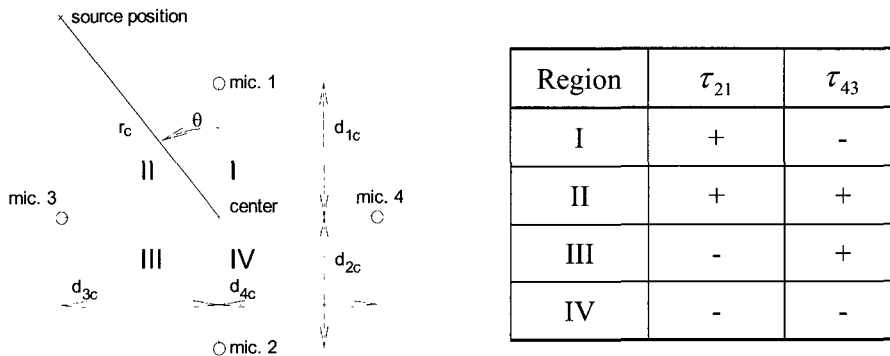 source position
mic. 1
θ
r_c
d_1c
II I
mic. 3
center
mic. 4
III IV
d_2c
d_3c
d_4c
mic. 2
Region τ_21 τ_43
I + -
II + +
III - +
IV - -